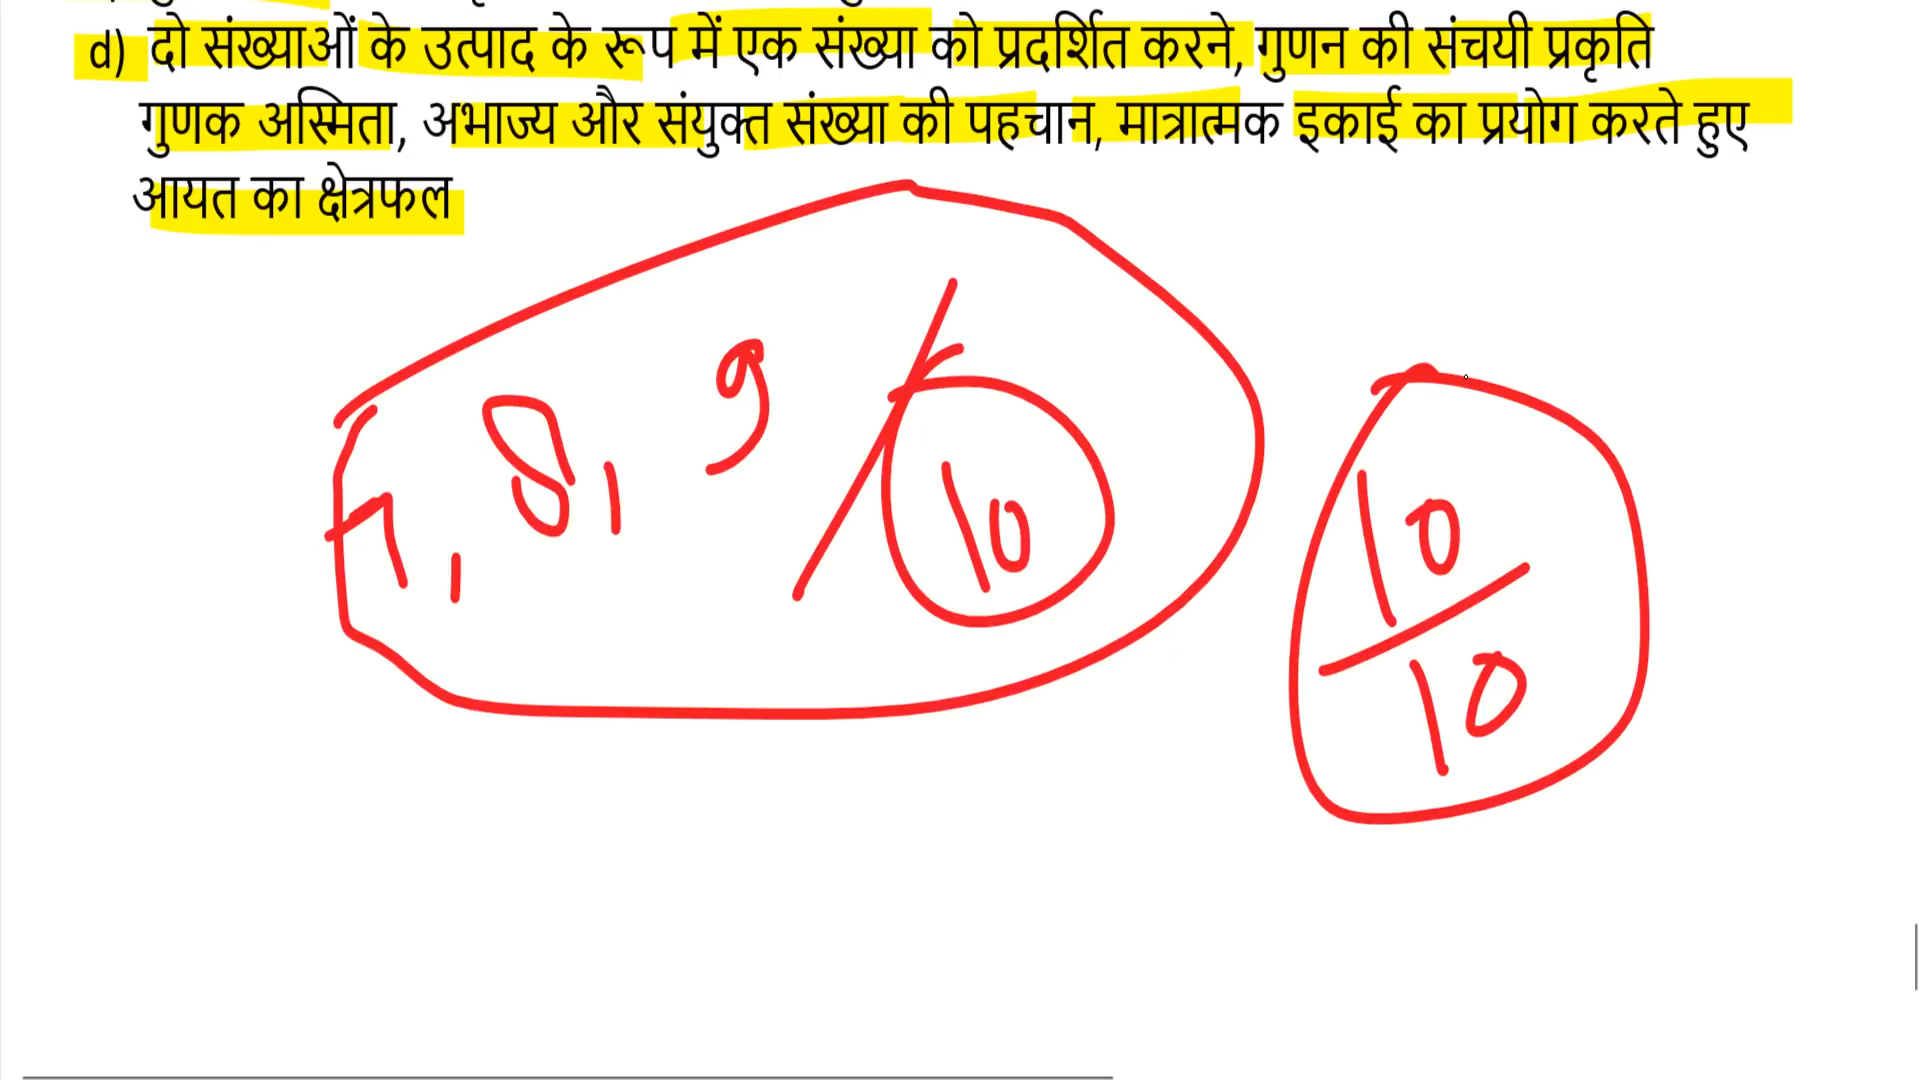 d) दो संख्याओं के उत्पाद के रूप में एक संख्या को प्रदर्शित करने, गुणन की संचयी प्रकृति
गुणक अस्मिता, अभाज्य और संयुक्त संख्या की पहचान, मात्रात्मक इकाई का प्रयोग करते हुए
आयत का क्षेत्रफल
7, 8, 9/10
10/10